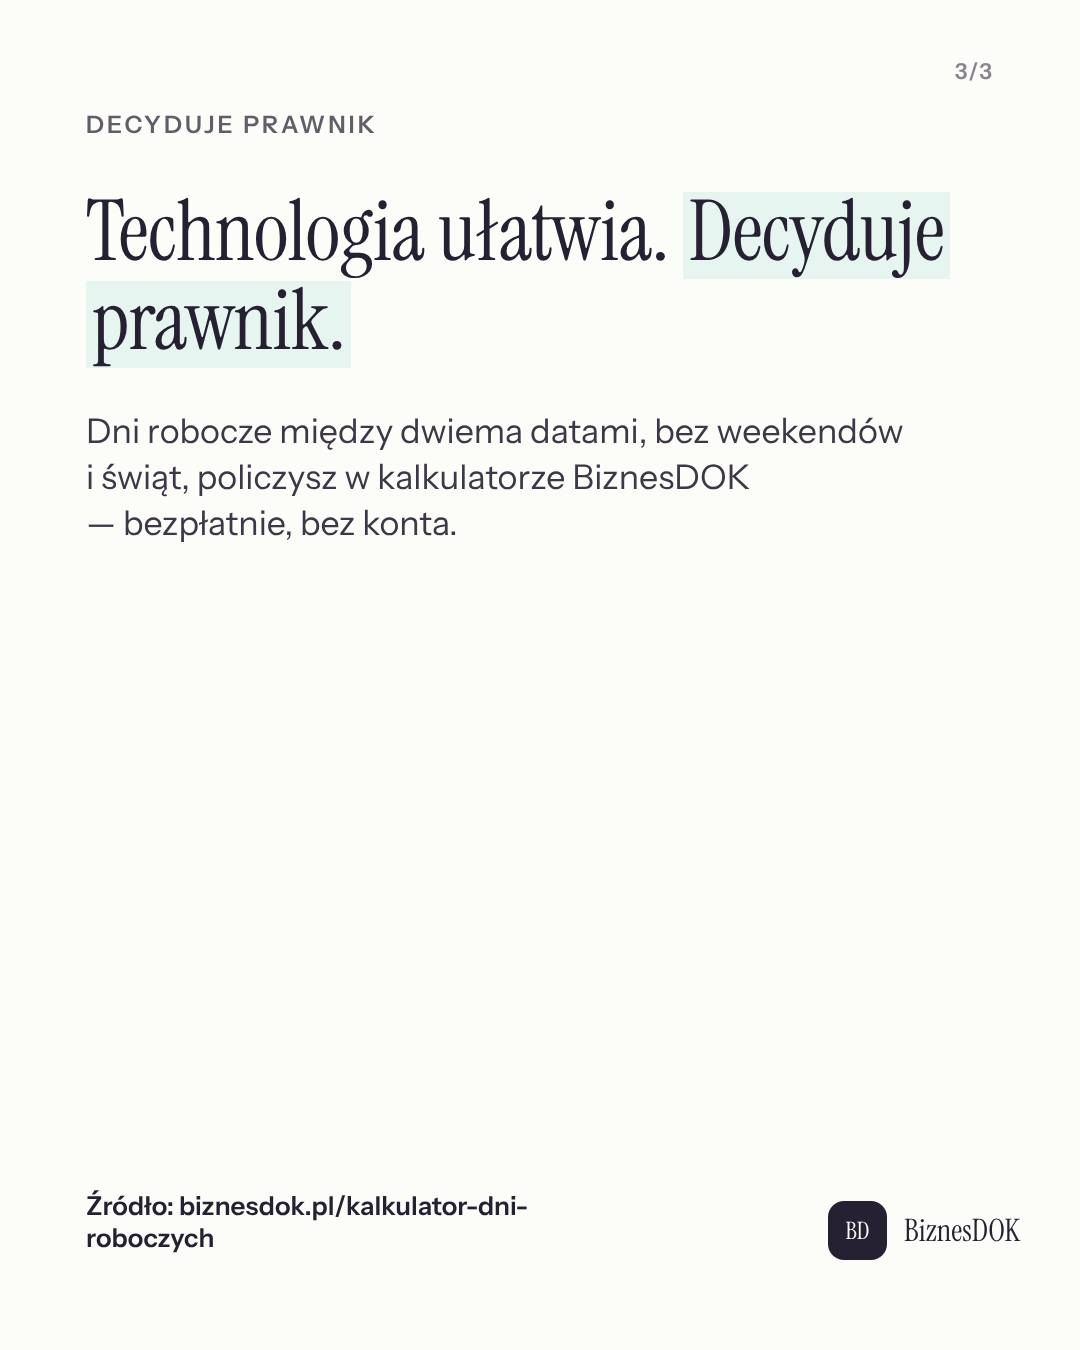 3/3
DECYDUJE PRAWNIK
Technologia ułatwia. Decyduje
prawnik.
Dni robocze między dwiema datami, bez weekendów
i świąt, policzysz w kalkulatorze BiznesDOK
— bezpłatnie, bez konta.
Źródło: biznesdok.pl/kalkulator-dni-
roboczych
BD BiznesDOK